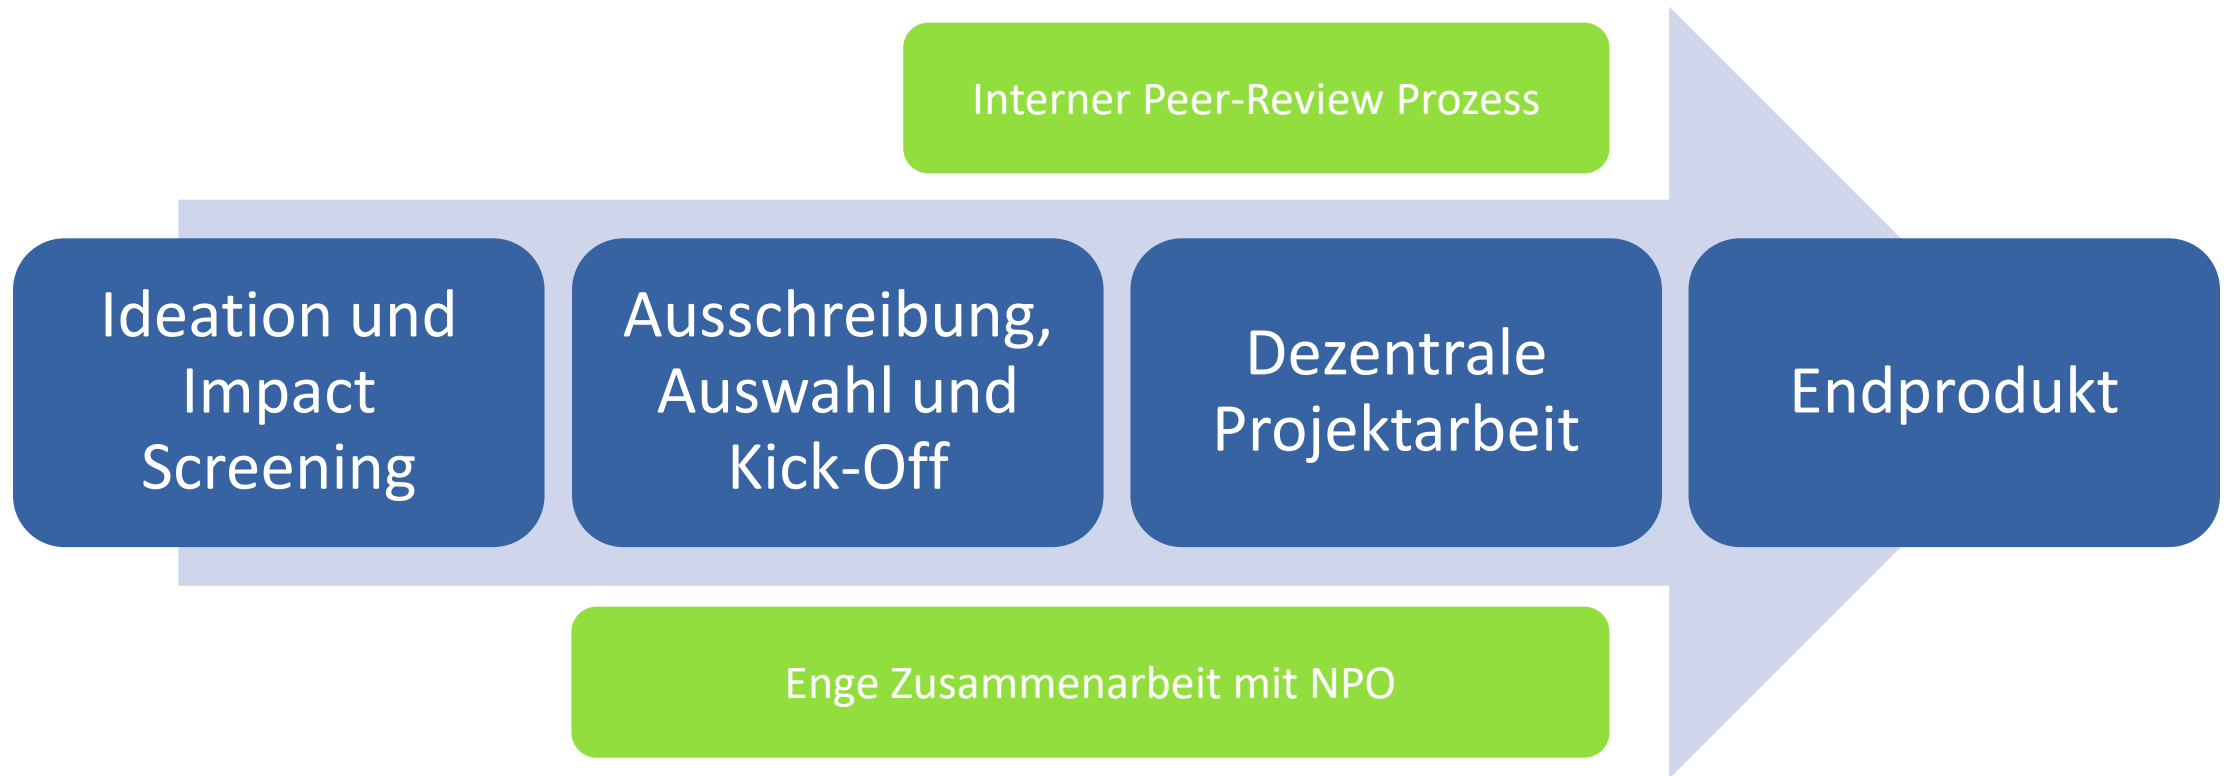 Interner Peer-Review Prozess
Ideation und
Impact
Screening
Ausschreibung,
Auswahl und
Kick-Off
Dezentrale
Projektarbeit
Endprodukt
Enge Zusammenarbeit mit NPO